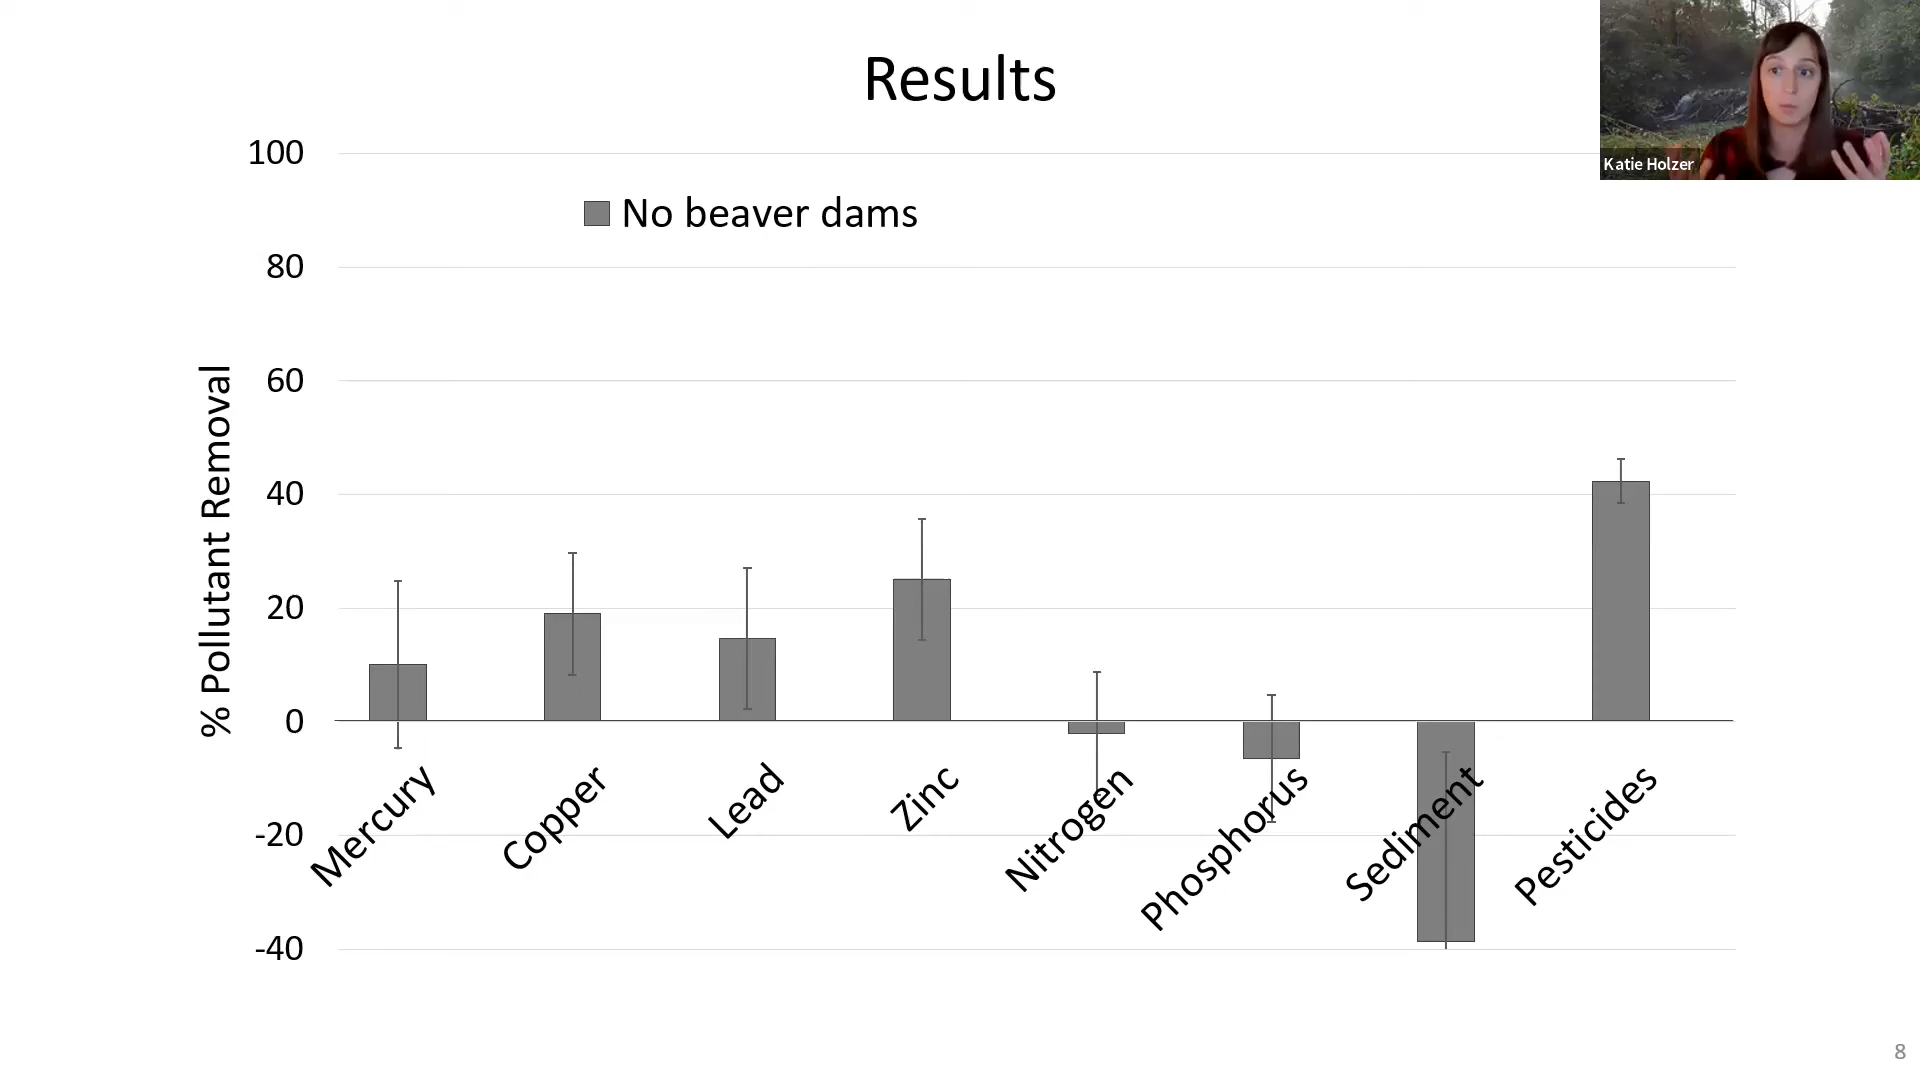 Results
Katie Holzer
No beaver dams
% Pollutant Removal
100
80
60
40
20
0
-20
-40
Mercury
Copper
Lead
Zinc
Nitrogen
Phosphorus
Sediment
Pesticides
8